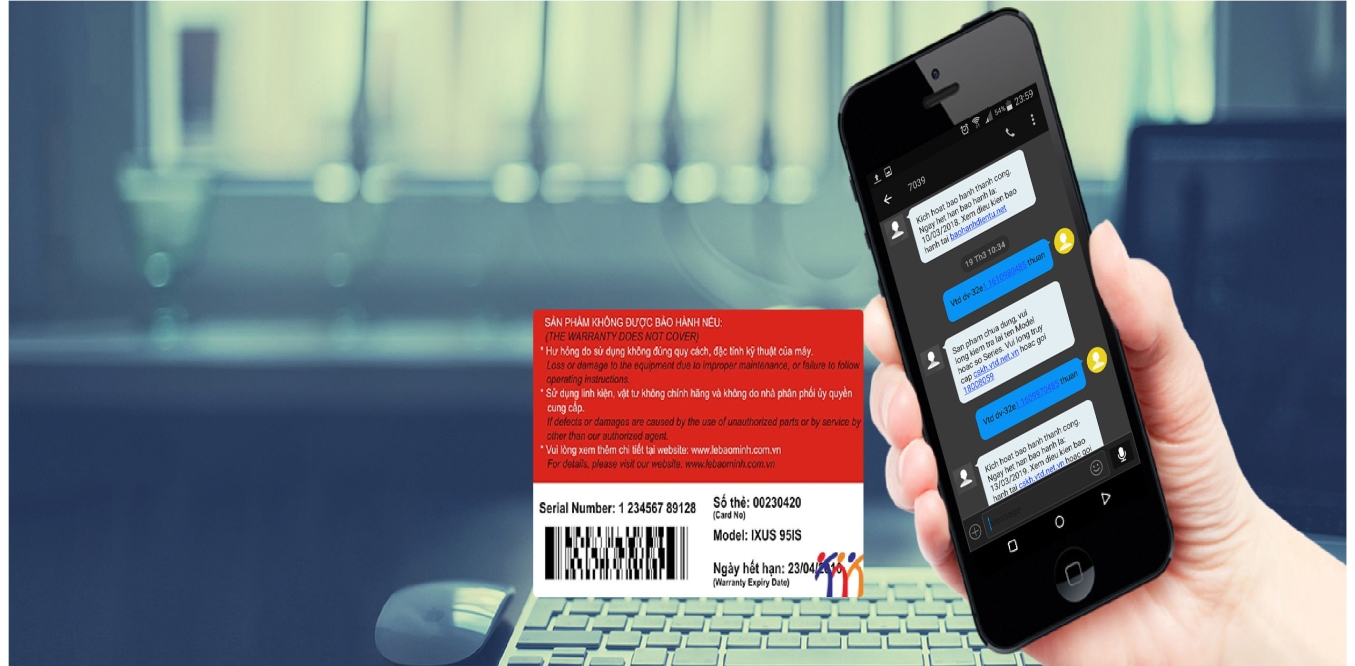 SẢN PHẨM KHÔNG ĐƯỢC BẢO HÀNH NẾU:
(THE WARRANTY DOES NOT COVER)
* Hư hỏng do sử dụng không đúng quy cách, đặc tính kỹ thuật của máy.
Loss or damage to the equipment due to improper maintenance, or failure to follow
operating instructions.
* Sử dụng linh kiện, vật tư không chính hãng và không do nhà phân phối ủy quyền
cung cấp.
If defects or damages are caused by the use of unauthorized parts or by service by
other than our authorized agent.
* Vui lòng xem thêm chi tiết tại website: www.lebaominh.com.vn
For details, please visit our website: www.lebaominh.com.vn
Serial Number: 1 234567 89128
Số thẻ: 00230420
(Card No)
Model: IXUS 95IS
Ngày hết hạn: 23/04/2010
(Warranty Expiry Date)
54% 23:59
7039
Kich hoat bao hanh thanh cong.
Ngay het han bao hanh la:
10/03/2018. Xem dieu kien bao
hanh tai baohanhdientu.net
19 Th3 10:34
Vtd dv-32e1 1610980485 thuan
San pham chua dung, vui
long kiem tra lai ten Model
hoac so Series. Vui long truy
cap cskh.vtd.net.vn hoac goi
18008059
Vtd dv-32e1 1609970485 thuan
Kich hoat bao hanh thanh cong.
Ngay het han bao hanh la:
13/03/2019. Xem dieu kien bao
hanh tai cskh.vtd.net.vn hoac goi